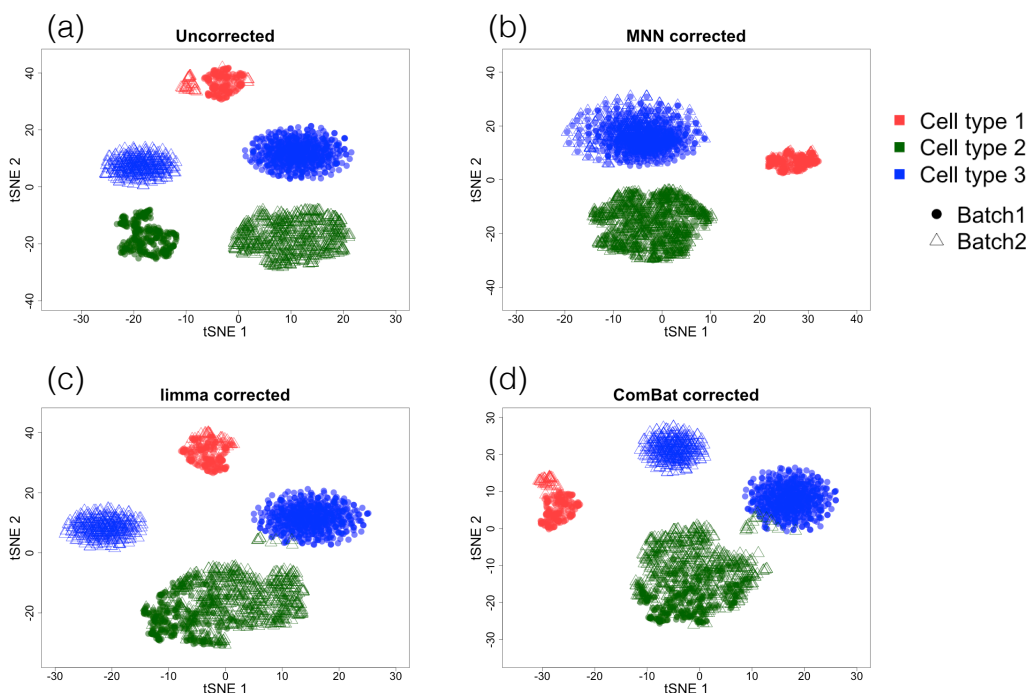 (a)
Uncorrected
40
20
0
-20
-40
tSNE 2
-30 -20 -10 0 10 20 30
tSNE 1
(b)
MNN corrected
40
20
0
-20
-40
tSNE 2
-20 -10 0 10 20 30 40
tSNE 1
Cell type 1
Cell type 2
Cell type 3
Batch1
Batch2
(c)
limma corrected
40
20
0
-20
tSNE 2
-30 -20 -10 0 10 20 30
tSNE 1
(d)
ComBat corrected
30
20
10
0
-10
-20
-30
tSNE 2
-30 -20 -10 0 10 20 30
tSNE 1